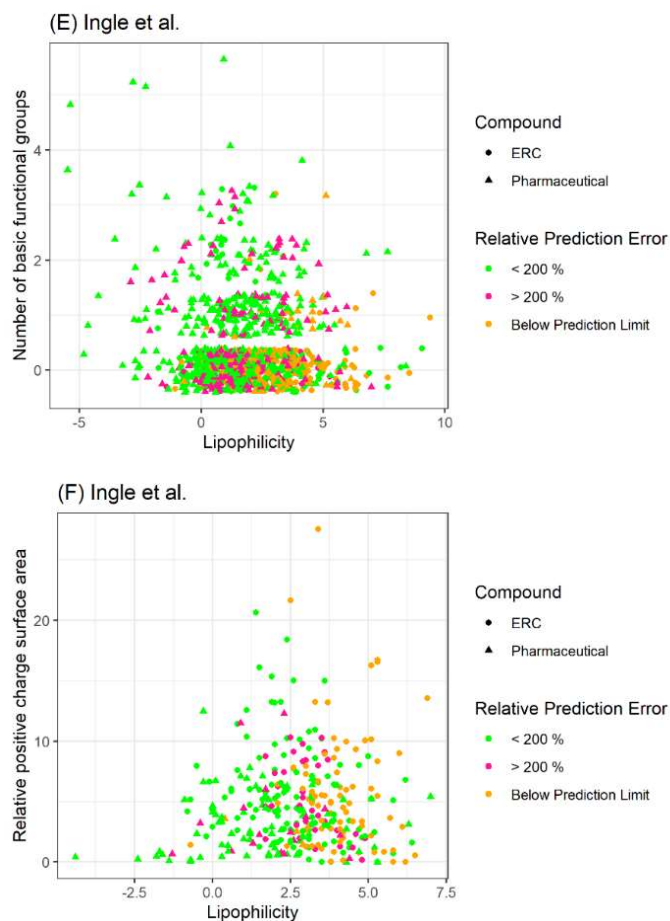 (E) Ingle et al.
Number of basic functional groups
4
2
0
-5
0
5
10
Lipophilicity
Compound
ERC
Pharmaceutical
Relative Prediction Error
< 200 %
> 200 %
Below Prediction Limit
(F) Ingle et al.
Relative positive charge surface area
20
10
0
-2.5
0.0
2.5
5.0
7.5
Lipophilicity
Compound
ERC
Pharmaceutical
Relative Prediction Error
< 200 %
> 200 %
Below Prediction Limit